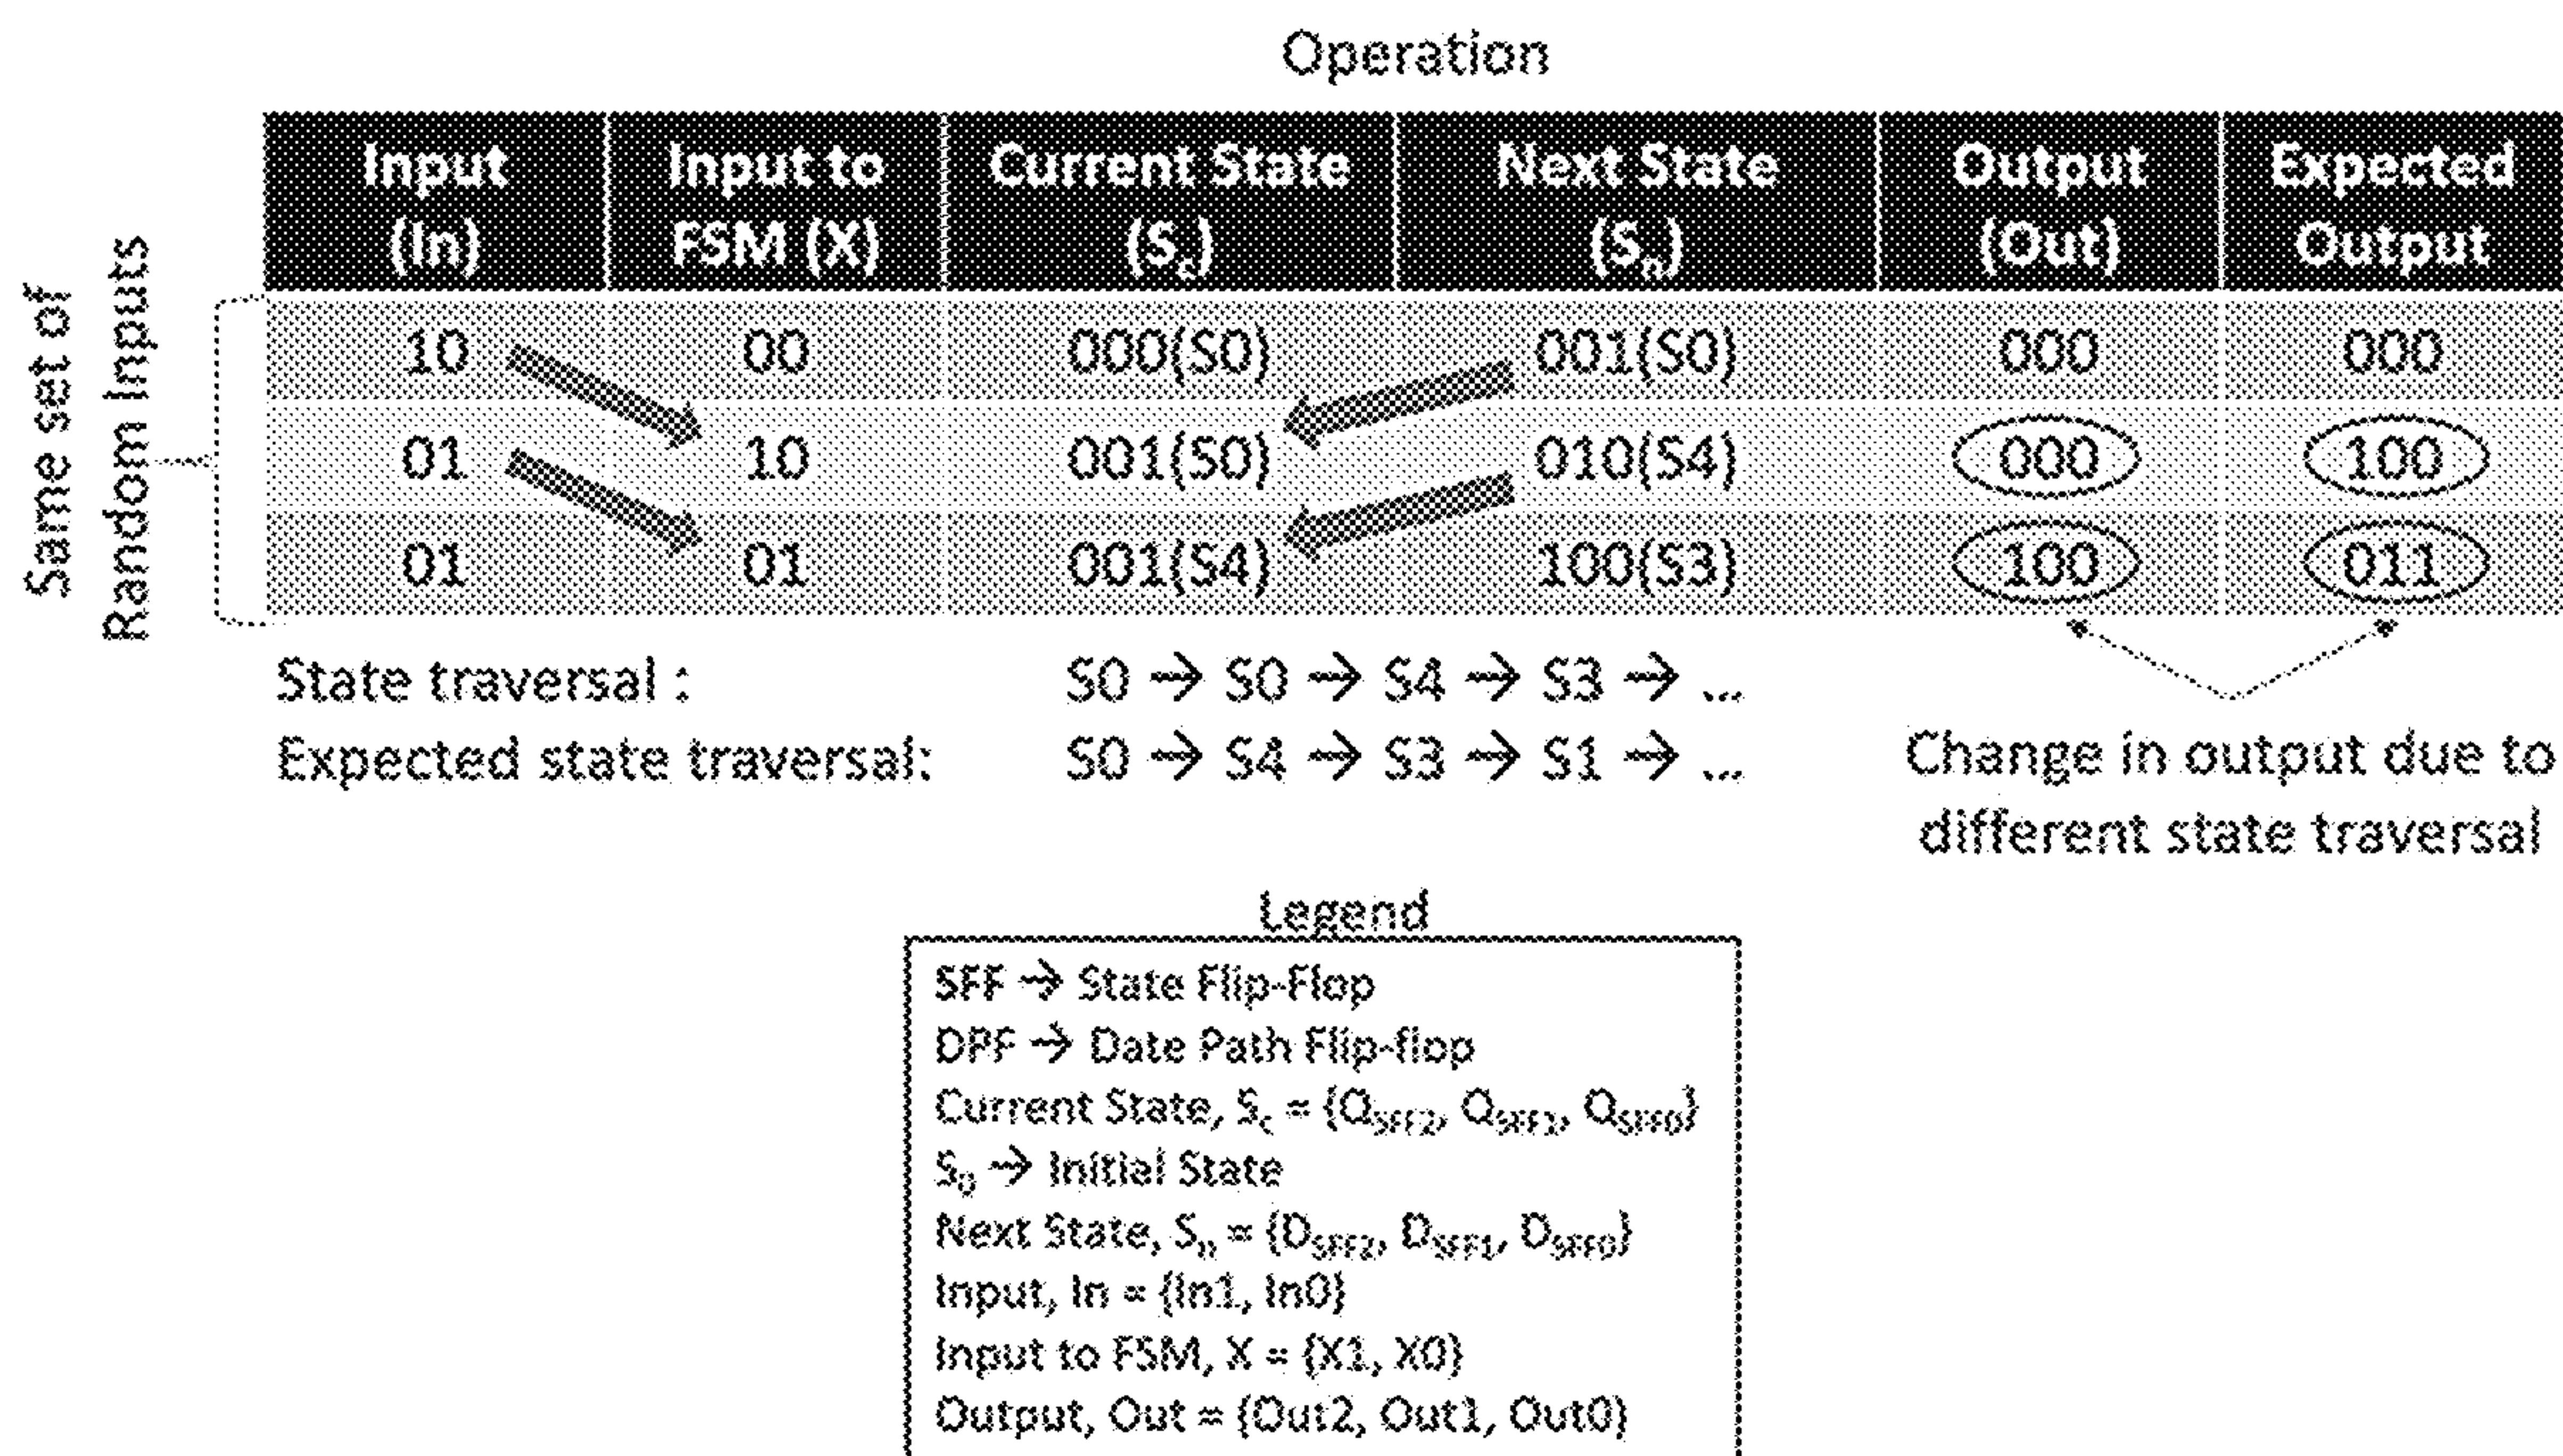 Operation
Same set of
Random Inputs
Input
(In)
Input to
FSM (X)
Current State
(Sc)
Next State
(Sn)
Output
(Out)
Expected
Output
10 00 000(S0) 001(S0) 000 000
01 10 001(S0) 010(S4) 000 100
01 01 001(S4) 100(S3) 100 011
State traversal : S0 → S0 → S4 → S3 → ...
Expected state traversal: S0 → S4 → S3 → S1 → ...
Change in output due to
different state traversal
Legend
SFF → State Flip-Flop
DPF → Date Path Flip-flop
Current State, Sc = {QSFF2, QSFF1, QSFF0}
S0 → Initial State
Next State, Sn = {DSFF2, DSFF1, DSFF0}
Input, In = {In1, In0}
Input to FSM, X = {X1, X0}
Output, Out = {Out2, Out1, Out0}